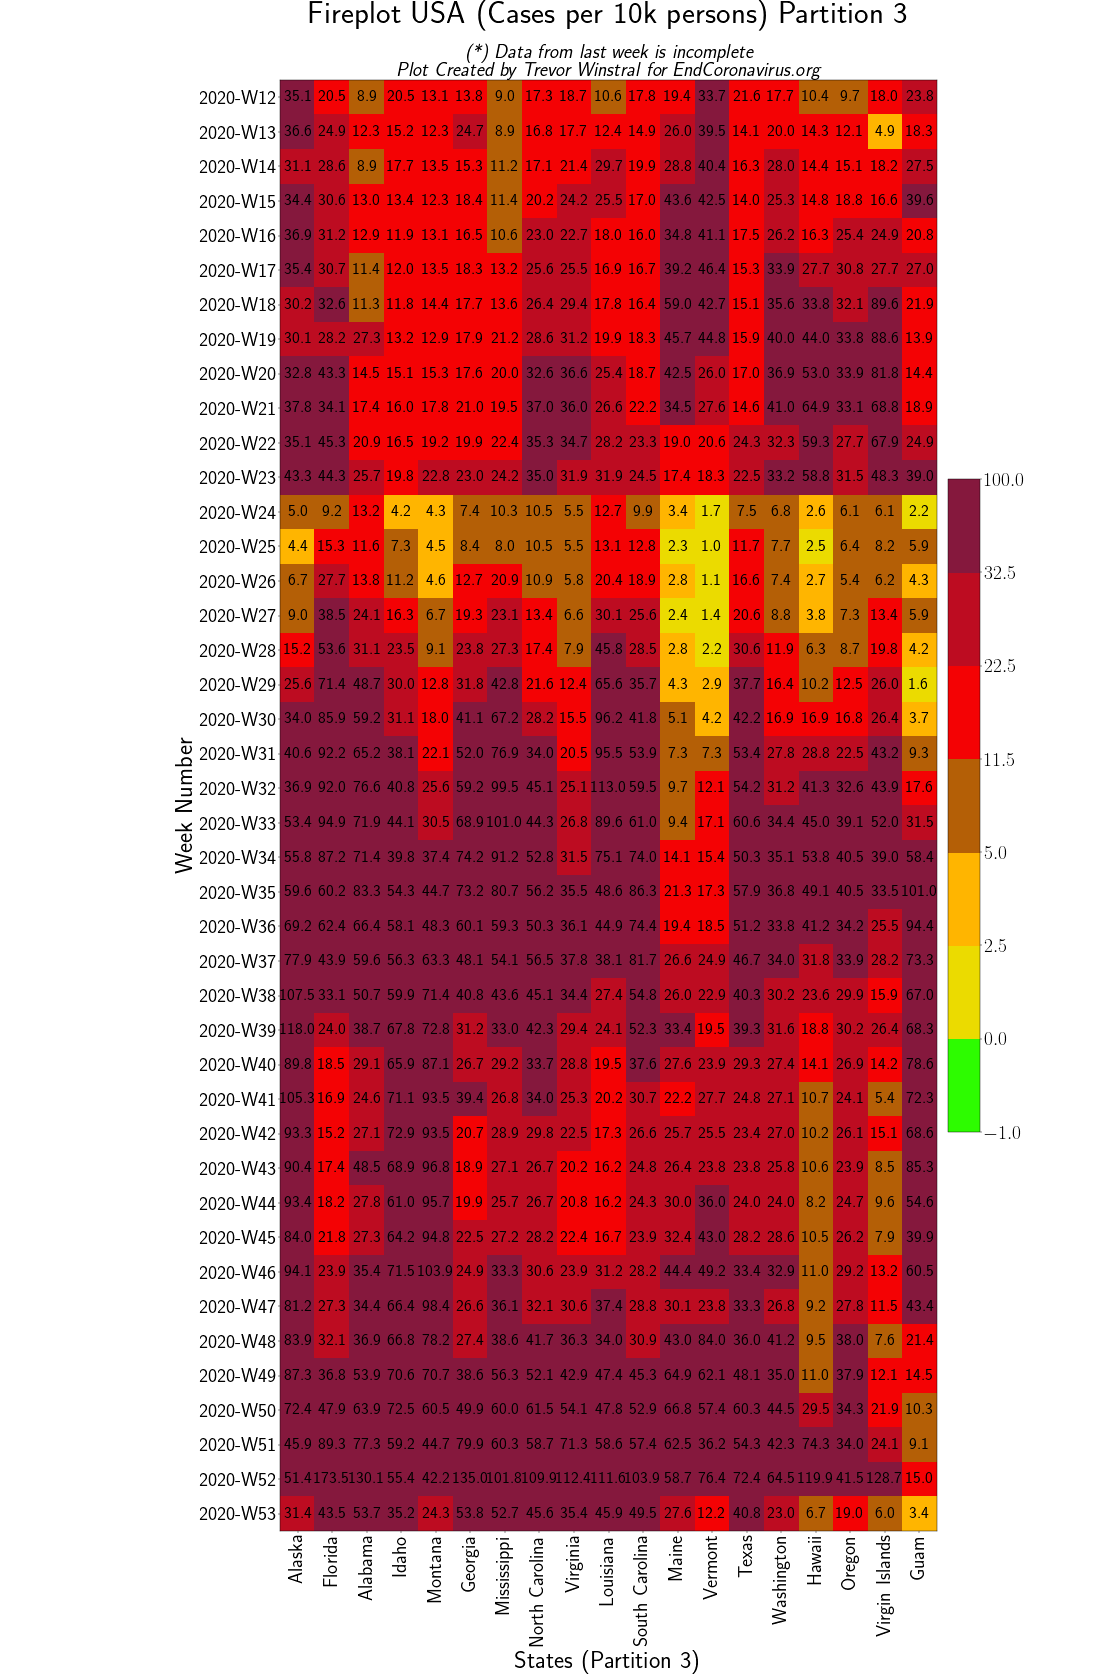 Fireplot USA (Cases per 10k persons) Partition 3
(*) Data from last week is incomplete
Plot Created by Trevor Winstral for EndCoronavirus.org
2020-W12 35.1 20.5 8.9 20.5 13.1 13.8 9.0 17.3 18.7 10.6 17.8 19.4 33.7 21.6 17.7 10.4 9.7 18.0 23.8
2020-W13 36.6 24.9 12.3 15.2 12.3 24.7 8.9 16.8 17.7 12.4 14.9 26.0 39.5 14.1 20.0 14.3 12.1 4.9 18.3
2020-W14 31.1 28.6 8.9 17.7 13.5 15.3 11.2 17.1 21.4 29.7 19.9 28.8 40.4 16.3 28.0 14.4 15.1 18.2 27.5
2020-W15 34.4 30.6 13.0 13.4 12.3 18.4 11.4 20.2 24.2 25.5 17.0 43.6 42.5 14.0 25.3 14.8 18.8 16.6 39.6
2020-W16 36.9 31.2 12.9 11.9 13.1 16.5 10.6 23.0 22.7 18.0 16.0 34.8 41.1 17.5 26.2 16.3 25.4 24.9 20.8
2020-W17 35.4 30.7 11.4 12.0 13.5 18.3 13.2 25.6 25.5 16.9 16.7 39.2 46.4 15.3 33.9 27.7 30.8 27.7 27.0
2020-W18 30.2 32.6 11.3 11.8 14.4 17.7 13.6 26.4 29.4 17.8 16.4 59.0 42.7 15.1 35.6 33.8 32.1 89.6 21.9
2020-W19 30.1 28.2 27.3 13.2 12.9 17.9 21.2 28.6 31.2 19.9 18.3 45.7 44.8 15.9 40.0 44.0 33.8 88.6 13.9
2020-W20 32.8 43.3 14.5 15.1 15.3 17.6 20.0 32.6 36.6 25.4 18.7 42.5 26.0 17.0 36.9 53.0 33.9 81.8 14.4
2020-W21 37.8 34.1 17.4 16.0 17.8 21.0 19.5 37.0 36.0 26.6 22.2 34.5 27.6 14.6 41.0 64.9 33.1 68.8 18.9
2020-W22 35.1 45.3 20.9 16.5 19.2 19.9 22.4 35.3 34.7 28.2 23.3 19.0 20.6 24.3 32.3 59.3 27.7 67.9 24.9
2020-W23 43.3 44.3 25.7 19.8 22.8 23.0 24.2 35.0 31.9 31.9 24.5 17.4 18.3 22.5 33.2 58.8 31.5 48.3 39.0
2020-W24 5.0 9.2 13.2 4.2 4.3 7.4 10.3 10.5 5.5 12.7 9.9 3.4 1.7 7.5 6.8 2.6 6.1 6.1 2.2
2020-W25 4.4 15.3 11.6 7.3 4.5 8.4 8.0 10.5 5.5 13.1 12.8 2.3 1.0 11.7 7.7 2.5 6.4 8.2 5.9
2020-W26 6.7 27.7 13.8 11.2 4.6 12.7 20.9 10.9 5.8 20.4 18.9 2.8 1.1 16.6 7.4 2.7 5.4 6.2 4.3
2020-W27 9.0 38.5 24.1 16.3 6.7 19.3 23.1 13.4 6.6 30.1 25.6 2.4 1.4 20.6 8.8 3.8 7.3 13.4 5.9
2020-W28 15.2 53.6 31.1 23.5 9.1 23.8 27.3 17.4 7.9 45.8 28.5 2.8 2.2 30.6 11.9 6.3 8.7 19.8 4.2
2020-W29 25.6 71.4 48.7 30.0 12.8 31.8 42.8 21.6 12.4 65.6 35.7 4.3 2.9 37.7 16.4 10.2 12.5 26.0 1.6
2020-W30 34.0 85.9 59.2 31.1 18.0 41.1 67.2 28.2 15.5 96.2 41.8 5.1 4.2 42.2 16.9 16.9 16.8 26.4 3.7
2020-W31 40.6 92.2 65.2 38.1 22.1 52.0 76.9 34.0 20.5 95.5 53.9 7.3 7.3 53.4 27.8 28.8 22.5 43.2 9.3
2020-W32 36.9 92.0 76.6 40.8 25.6 59.2 99.5 45.1 25.1 113.0 59.5 9.7 12.1 54.2 31.2 41.3 32.6 43.9 17.6
2020-W33 53.4 94.9 71.9 44.1 30.5 68.9 101.0 44.3 26.8 89.6 61.0 9.4 17.1 60.6 34.4 45.0 39.1 52.0 31.5
2020-W34 55.8 87.2 71.4 39.8 37.4 74.2 91.2 52.8 31.5 75.1 74.0 14.1 15.4 50.3 35.1 53.8 40.5 39.0 58.4
2020-W35 59.6 60.2 83.3 54.3 44.7 73.2 80.7 56.2 35.5 48.6 86.3 21.3 17.3 57.9 36.8 49.1 40.5 33.5 101.0
2020-W36 69.2 62.4 66.4 58.1 48.3 60.1 59.3 50.3 36.1 44.9 74.4 19.4 18.5 51.2 33.8 41.2 34.2 25.5 94.4
2020-W37 77.9 43.9 59.6 56.3 63.3 48.1 54.1 56.5 37.8 38.1 81.7 26.6 24.9 46.7 34.0 31.8 33.9 28.2 73.3
2020-W38 107.5 33.1 50.7 59.9 71.4 40.8 43.6 45.1 34.4 27.4 54.8 26.0 22.9 40.3 30.2 23.6 29.9 15.9 67.0
2020-W39 118.0 24.0 38.7 67.8 72.8 31.2 33.0 42.3 29.4 24.1 52.3 33.4 19.5 39.3 31.6 18.8 30.2 26.4 68.3
2020-W40 89.8 18.5 29.1 65.9 87.1 26.7 29.2 33.7 28.8 19.5 37.6 27.6 23.9 29.3 27.4 14.1 26.9 14.2 78.6
2020-W41 105.3 16.9 24.6 71.1 93.5 39.4 26.8 34.0 25.3 20.2 30.7 22.2 27.7 24.8 27.1 10.7 24.1 5.4 72.3
2020-W42 93.3 15.2 27.1 72.9 93.5 20.7 28.9 29.8 22.5 17.3 26.6 25.7 25.5 23.4 27.0 10.2 26.1 15.1 68.6
2020-W43 90.4 17.4 48.5 68.9 96.8 18.9 27.1 26.7 20.2 16.2 24.8 26.4 23.8 23.8 25.8 10.6 23.9 8.5 85.3
2020-W44 93.4 18.2 27.8 61.0 95.7 19.9 25.7 26.7 20.8 16.2 24.3 30.0 36.0 24.0 24.0 8.2 24.7 9.6 54.6
2020-W45 84.0 21.8 27.3 64.2 94.8 22.5 27.2 28.2 22.4 16.7 23.9 32.4 43.0 28.2 28.6 10.5 26.2 7.9 39.9
2020-W46 94.1 23.9 35.4 71.5 103.9 24.9 33.3 30.6 23.9 31.2 28.2 44.4 49.2 33.4 32.9 11.0 29.2 13.2 60.5
2020-W47 81.2 27.3 34.4 66.4 98.4 26.6 36.1 32.1 30.6 37.4 28.8 30.1 23.8 33.3 26.8 9.2 27.8 11.5 43.4
2020-W48 83.9 32.1 36.9 66.8 78.2 27.4 38.6 41.7 36.3 34.0 30.9 43.0 84.0 36.0 41.2 9.5 38.0 7.6 21.4
2020-W49 87.3 36.8 53.9 70.6 70.7 38.6 56.3 52.1 42.9 47.4 45.3 64.9 62.1 48.1 35.0 11.0 37.9 12.1 14.5
2020-W50 72.4 47.9 63.9 72.5 60.5 49.9 60.0 61.5 54.1 47.8 52.9 66.8 57.4 60.3 44.5 29.5 34.3 21.9 10.3
2020-W51 45.9 89.3 77.3 59.2 44.7 79.9 60.3 58.7 71.3 58.6 57.4 62.5 36.2 54.3 42.3 74.3 34.0 24.1 9.1
2020-W52 51.4 173.5 130.1 55.4 42.2 135.0 101.8 109.9 112.4 111.6 103.9 58.7 76.4 72.4 64.5 119.9 41.5 128.7 15.0
2020-W53 31.4 43.5 53.7 35.2 24.3 53.8 52.7 45.6 35.4 45.9 49.5 27.6 12.2 40.8 23.0 6.7 19.0 6.0 3.4
Week Number
Alaska
Florida
Alabama
Idaho
Montana
Georgia
Mississippi
North Carolina
Virginia
Louisiana
South Carolina
Maine
Vermont
Texas
Washington
Hawaii
Oregon
Virgin Islands
Guam
States (Partition 3)
100.0
32.5
22.5
11.5
5.0
2.5
0.0
−1.0